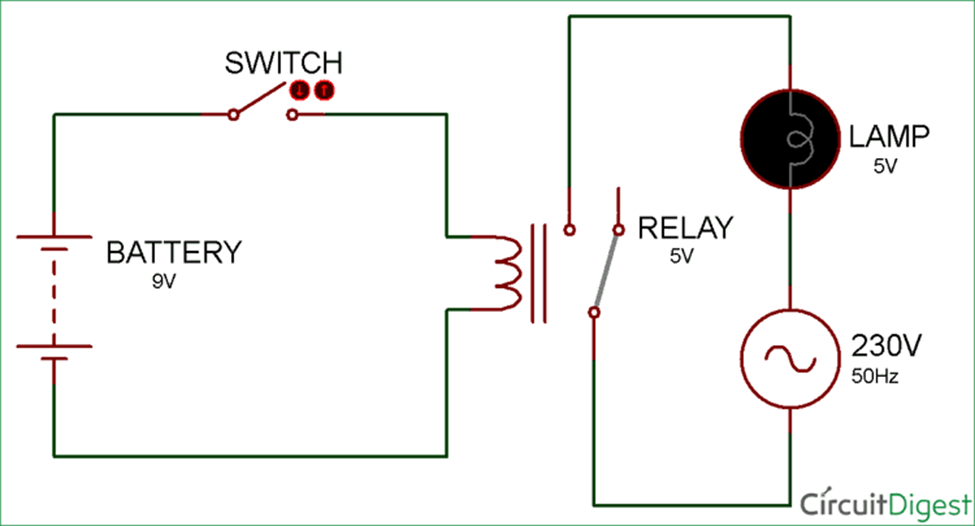 SWITCH
BATTERY
9V
RELAY
5V
LAMP
5V
230V
50Hz
CircuitDigest